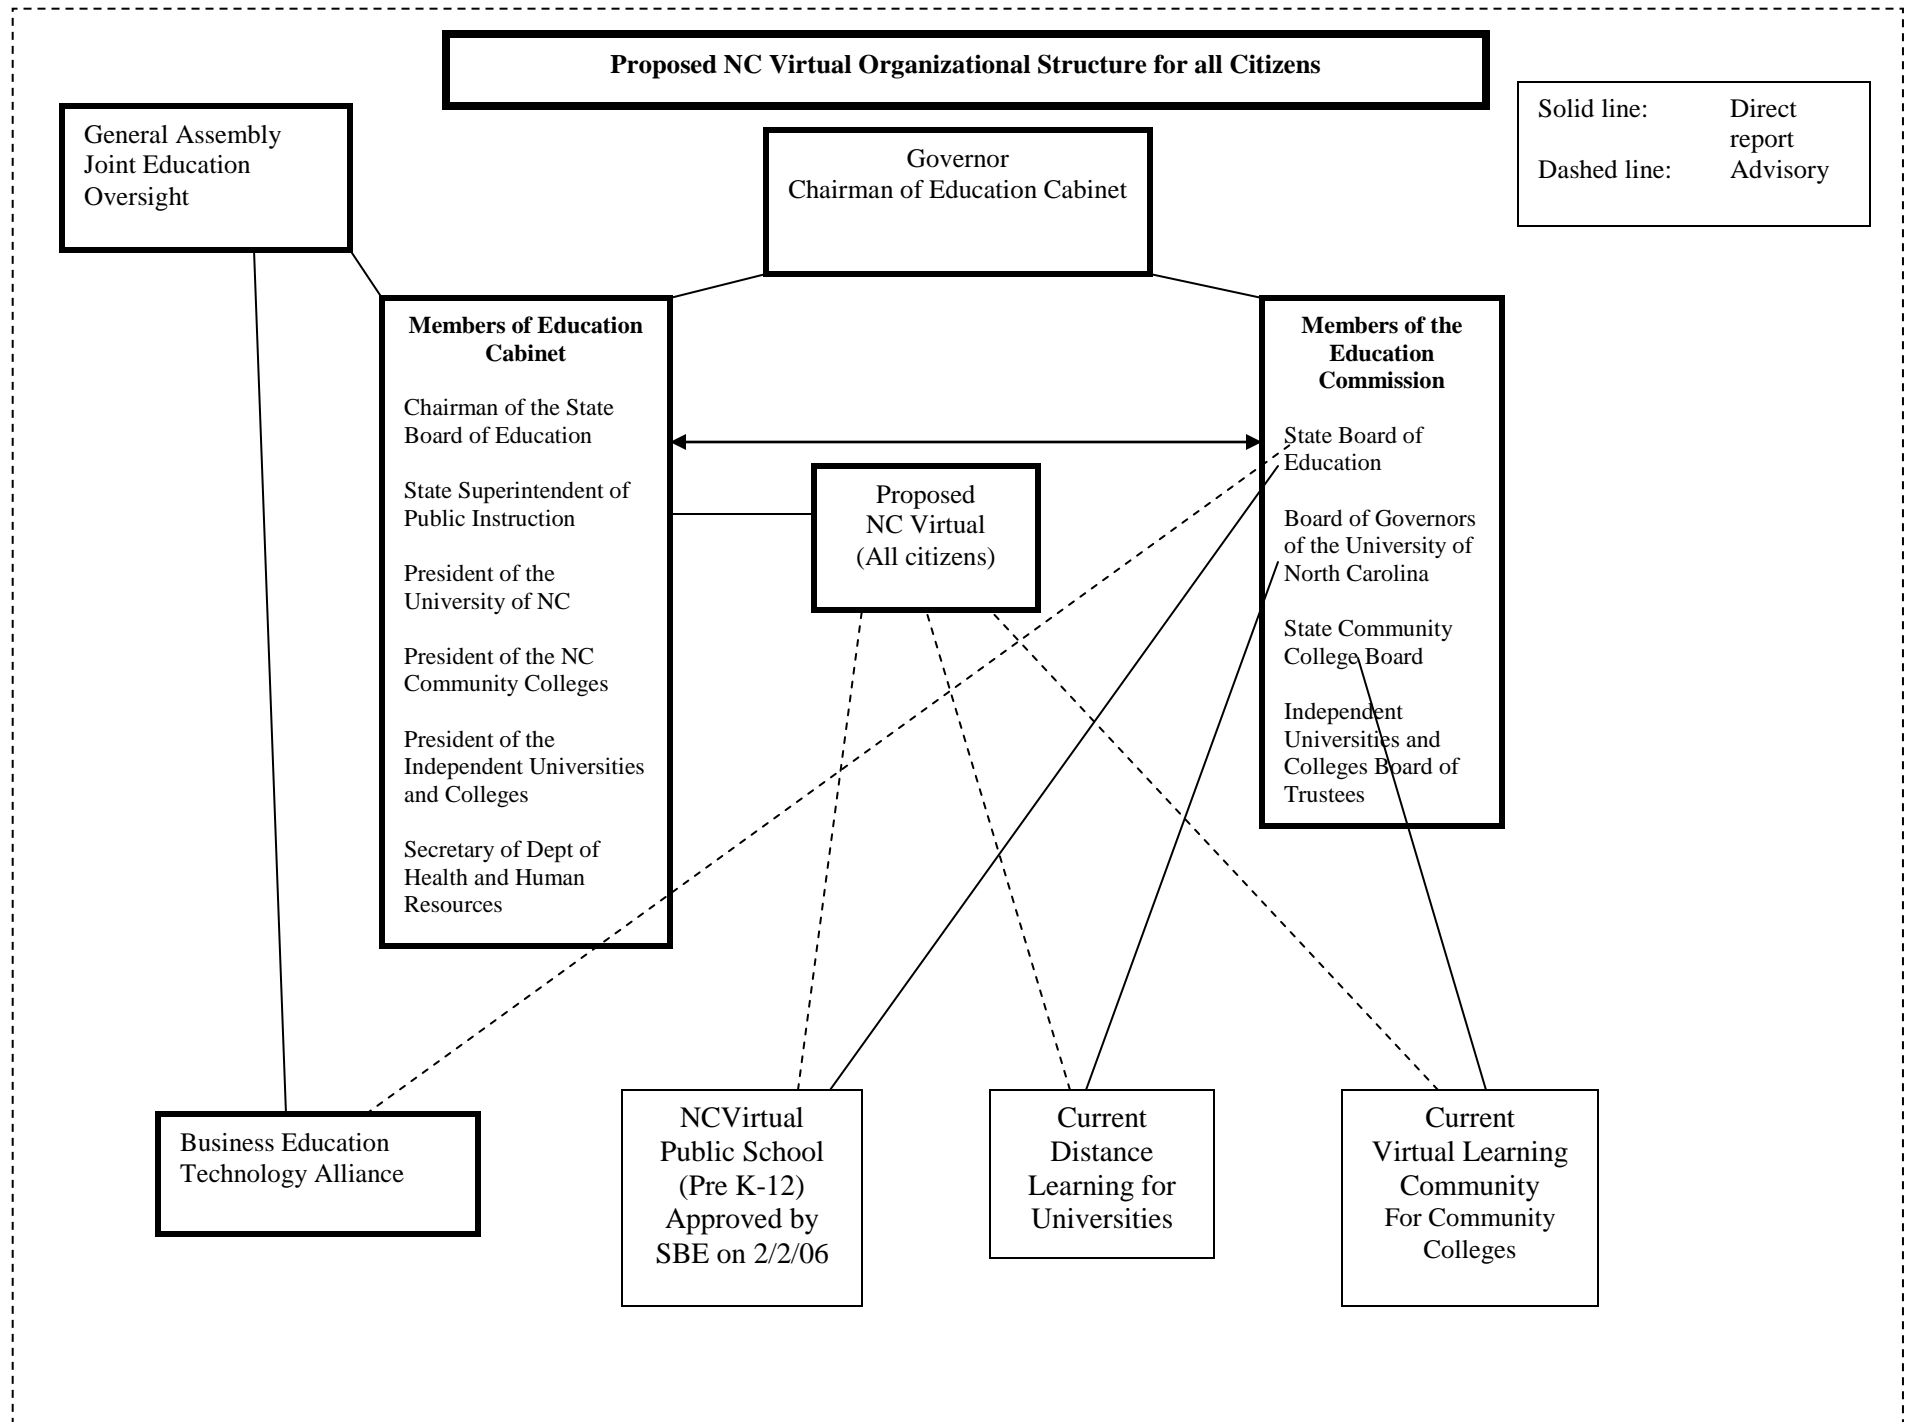 Proposed NC Virtual Organizational Structure for all Citizens
General Assembly
Joint Education
Oversight
Governor
Chairman of Education Cabinet
Solid line: Direct
report
Dashed line: Advisory
Members of Education
Cabinet
Chairman of the State
Board of Education
State Superintendent of
Public Instruction
President of the
University of NC
President of the NC
Community Colleges
President of the
Independent Universities
and Colleges
Secretary of Dept of
Health and Human
Resources
Proposed
NC Virtual
(All citizens)
Members of the
Education
Commission
State Board of
Education
Board of Governors
of the University of
North Carolina
State Community
College Board
Independent
Universities and
Colleges Board of
Trustees
Business Education
Technology Alliance
NCVirtual
Public School
(Pre K-12)
Approved by
SBE on 2/2/06
Current
Distance
Learning for
Universities
Current
Virtual Learning
Community
For Community
Colleges